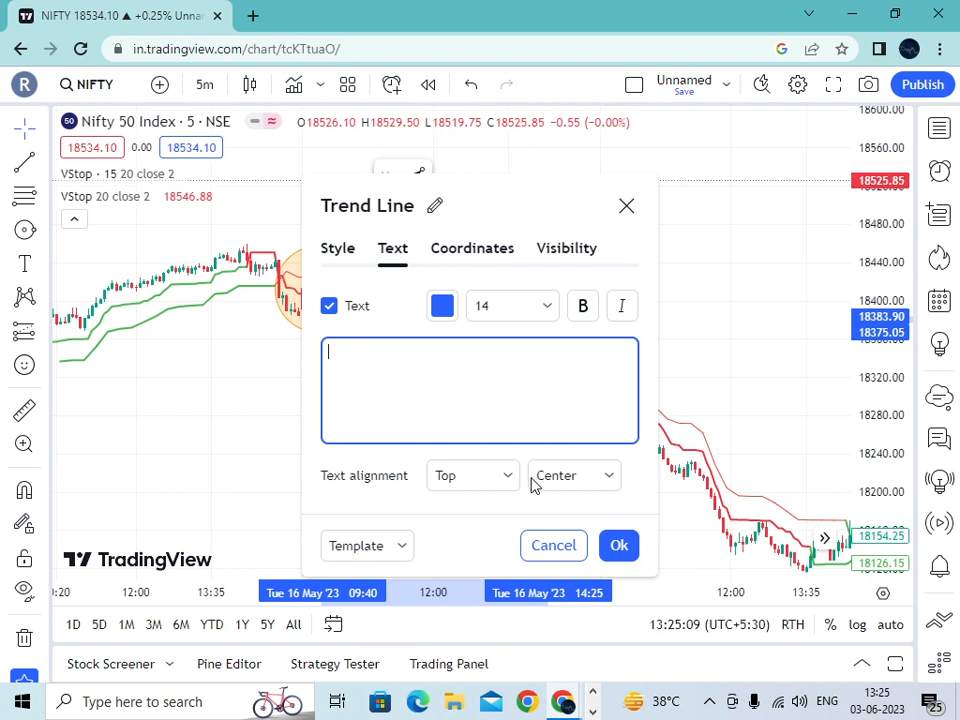 NIFTY 18534.10 ▲ +0.25% Unnar
in.tradingview.com/chart/tcKTtuaO/
R
NIFTY
5m
Unnamed
Save
Publish
50 Nifty 50 Index · 5 · NSE
O18526.10 H18529.50 L18519.75 C18525.85 −0.55 (−0.00%)
18534.10 0.00 18534.10
VStop · 15 20 close 2
VStop 20 close 2 18546.88
18600.00
18560.00
18525.85
18480.00
18440.00
18400.00
18383.90
18375.05
18320.00
18280.00
18240.00
18200.00
18154.25
18126.15
Trend Line
Style Text Coordinates Visibility
Text 14 B I
Text alignment Top Center
Template Cancel Ok
TradingView
:20 11:05 13:35 Tue 16 May '23 09:40 12:00 Tue 16 May '23 14:25 12:00 13:35
1D 5D 1M 3M 6M YTD 1Y 5Y All 13:25:09 (UTC+5:30) RTH % log auto
Stock Screener Pine Editor Strategy Tester Trading Panel
Type here to search
38°C
ENG
13:25
03-06-2023
25